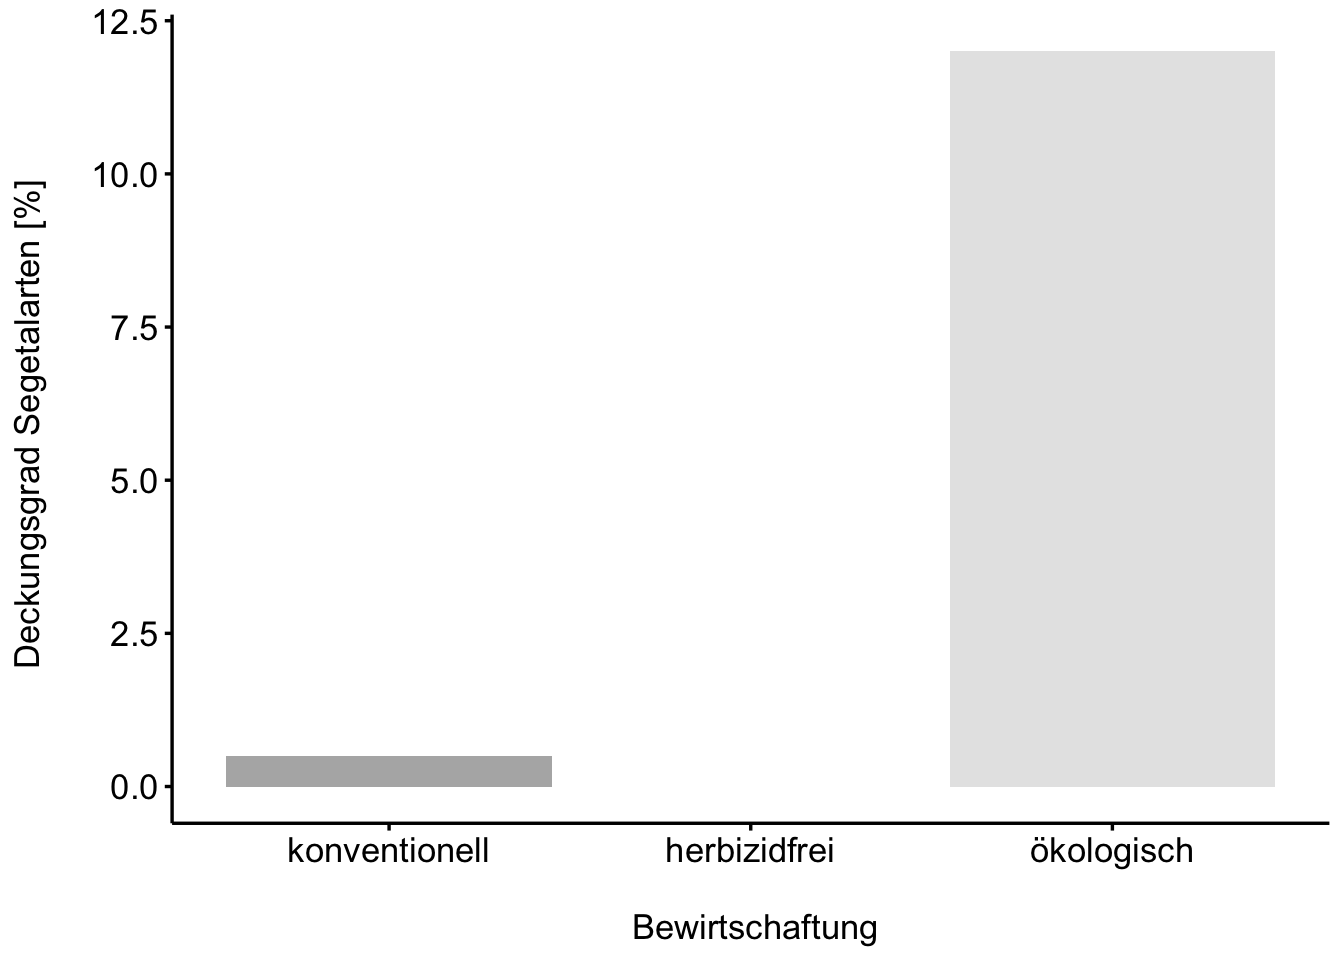 Deckungsgrad Segetalarten [%]
12.5
10.0
7.5
5.0
2.5
0.0
konventionell herbizidfrei ökologisch
Bewirtschaftung